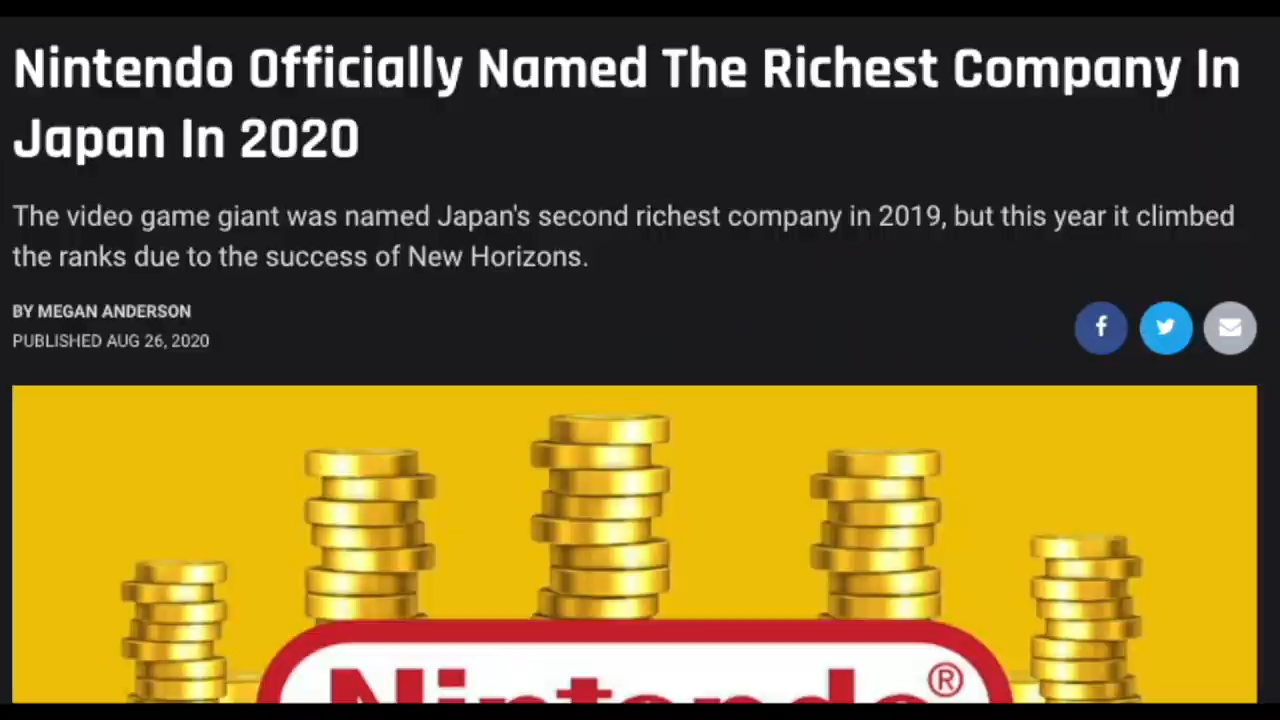 Nintendo Officially Named The Richest Company In
Japan In 2020
The video game giant was named Japan's second richest company in 2019, but this year it climbed
the ranks due to the success of New Horizons.
BY MEGAN ANDERSON
PUBLISHED AUG 26, 2020
Nintendo®